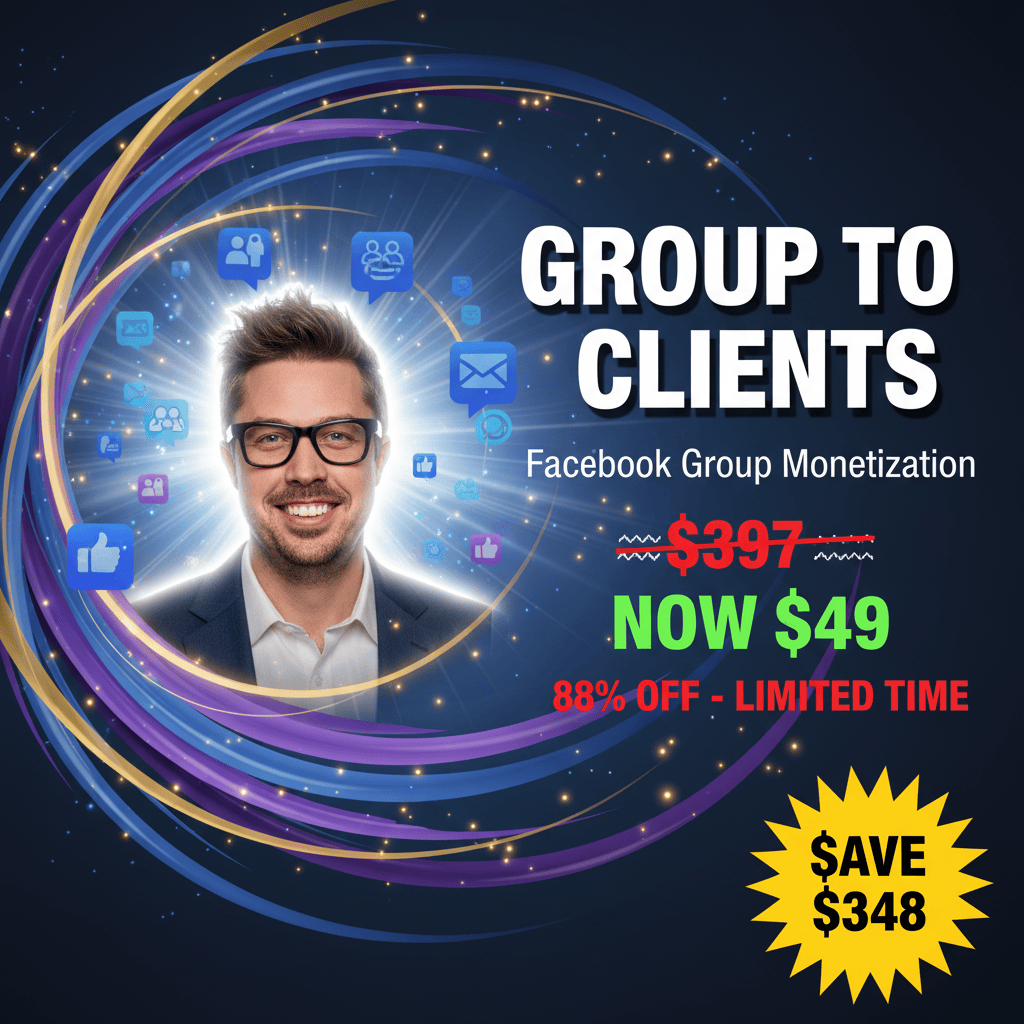 GROUP TO
CLIENTS
Facebook Group Monetization
$397
NOW $49
88% OFF - LIMITED TIME
$AVE
$348